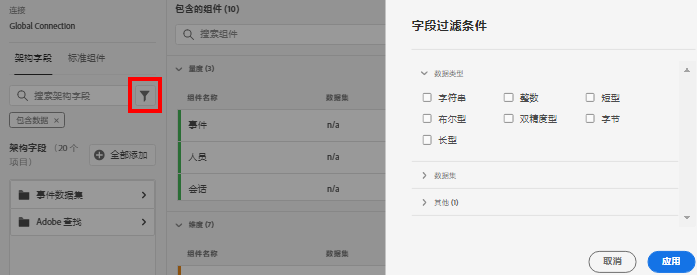 连接
Global Connection
架构字段 标准组件
搜索架构字段
包含数据 ×
架构字段 （20 个
项目）
全部添加
事件数据集
Adobe 查找
包含的组件 (10)
搜索组件
量度 (3)
组件名称 数据集
事件 n/a
人员 n/a
会话 n/a
维度 (7)
组件名称 数据集
字段过滤条件
数据类型
字符串 整数 短型
布尔型 双精度型 字节
长型
数据集
其他 (1)
取消 应用